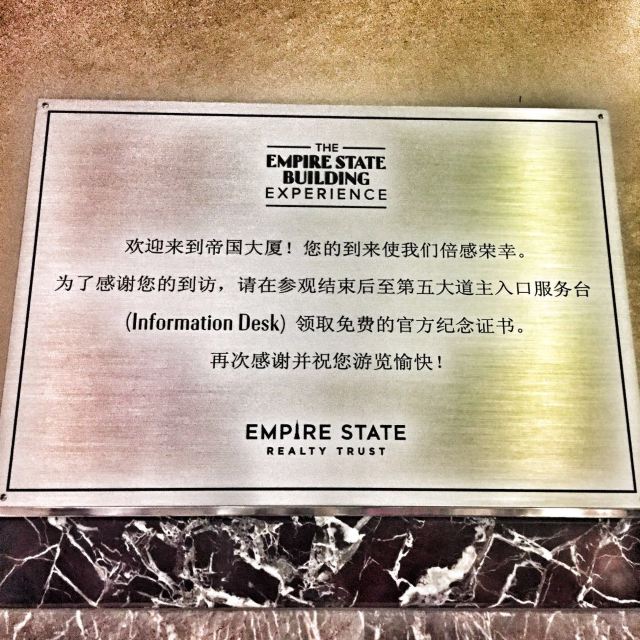 THE
EMPIRE STATE
BUILDING
EXPERIENCE
欢迎来到帝国大厦！您的到来使我们倍感荣幸。
为了感谢您的到访，请在参观结束后至第五大道主入口服务台
(Information Desk) 领取免费的官方纪念证书。
再次感谢并祝您游览愉快！
EMPIRE STATE
REALTY TRUST